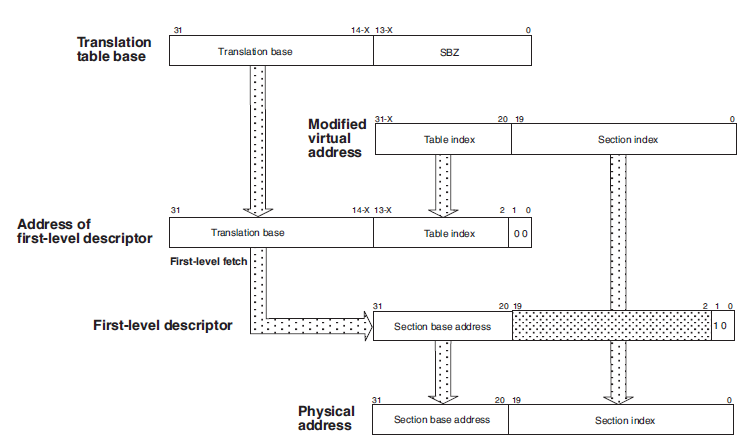 31 14-X 13-X 0
Translation table base
Translation base SBZ
31-X 20 19 0
Modified virtual address
Table index Section index
31 14-X 13-X 2 1 0
Address of first-level descriptor
Translation base Table index 0 0
First-level fetch
31 20 19 2 1 0
First-level descriptor
Section base address 1 0
31 20 19 0
Physical address
Section base address Section index